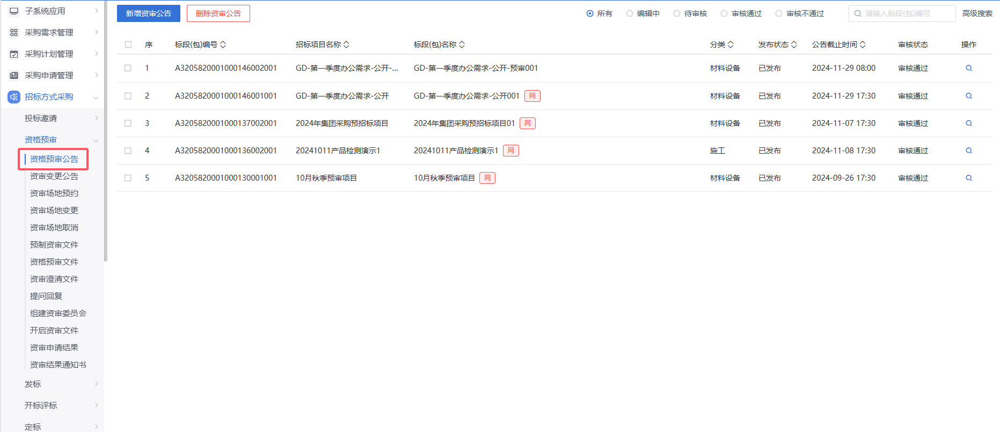 子系统应用
采购需求管理
采购计划管理
采购申请管理
招标方式采购
投标邀请
资格预审
资格预审公告
资审变更公告
资审场地预约
资审场地变更
资审场地取消
预制资审文件
资格预审文件
资审澄清文件
提问回复
组建资审委员会
开启资审文件
资审申请结果
资审结果通知书
发标
开标评标
定标
新增资审公告 删除资审公告 所有 编辑中 待审核 审核通过 审核不通过 请输入标段(包)编号 高级搜索
序 标段(包)编号 招标项目名称 标段(包)名称 分类 发布状态 公告截止时间 审核状态 操作
1 A3205820001000146002001 GD-第一季度办公需求-公开-... GD-第一季度办公需求-公开-预审001 材料设备 已发布 2024-11-29 08:00 审核通过
2 A3205820001000146001001 GD-第一季度办公需求-公开 GD-第一季度办公需求-公开001 网 材料设备 已发布 2024-11-29 17:30 审核通过
3 A3205820001000137002001 2024年集团采购预招标项目 2024年集团采购预招标项目01 网 材料设备 已发布 2024-11-07 17:30 审核通过
4 A3205820001000136002001 20241011产品检测演示1 20241011产品检测演示1 网 施工 已发布 2024-11-08 17:30 审核通过
5 A3205820001000130001001 10月秋季预审项目 10月秋季预审项目 网 材料设备 已发布 2024-09-26 17:30 审核通过